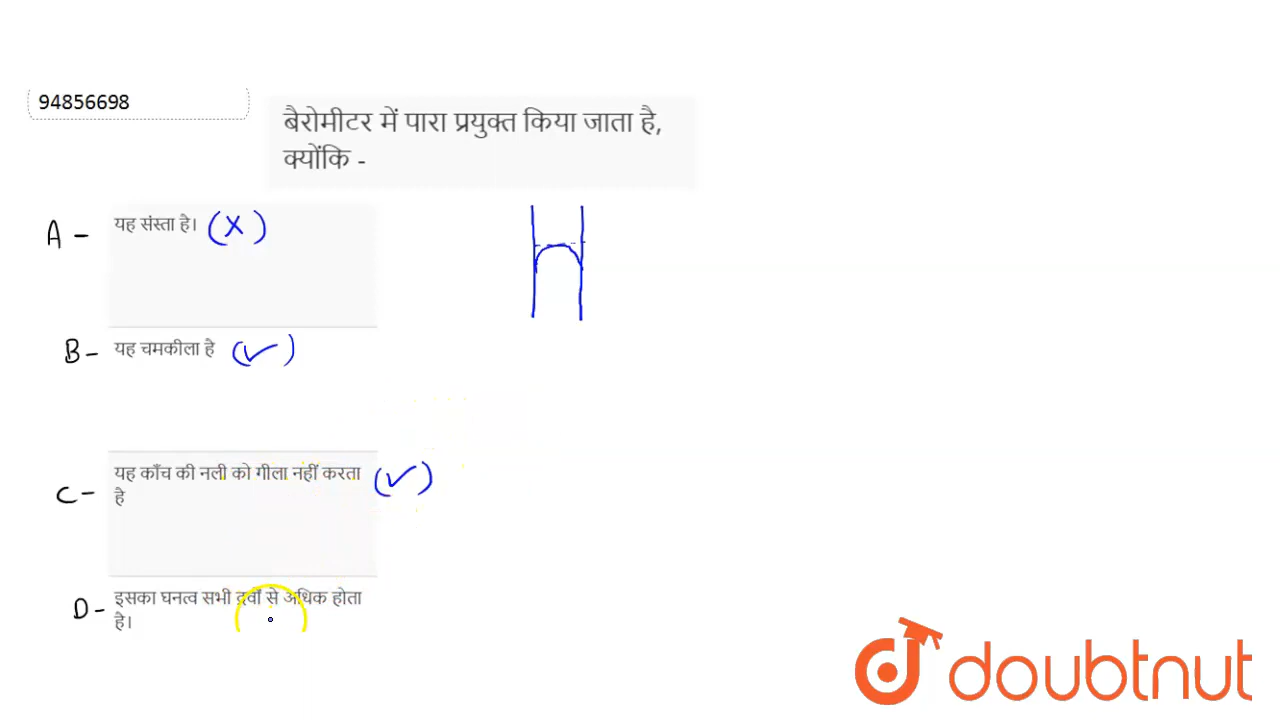 94856698
बैरोमीटर में पारा प्रयुक्त किया जाता है,
क्योंकि -
A - यह संस्ता है। (X)
B - यह चमकीला है (✓)
C - यह काँच की नली को गीला नहीं करता (✓)
है
D - इसका घनत्व सभी द्रवों से अधिक होता
है।
doubtnut